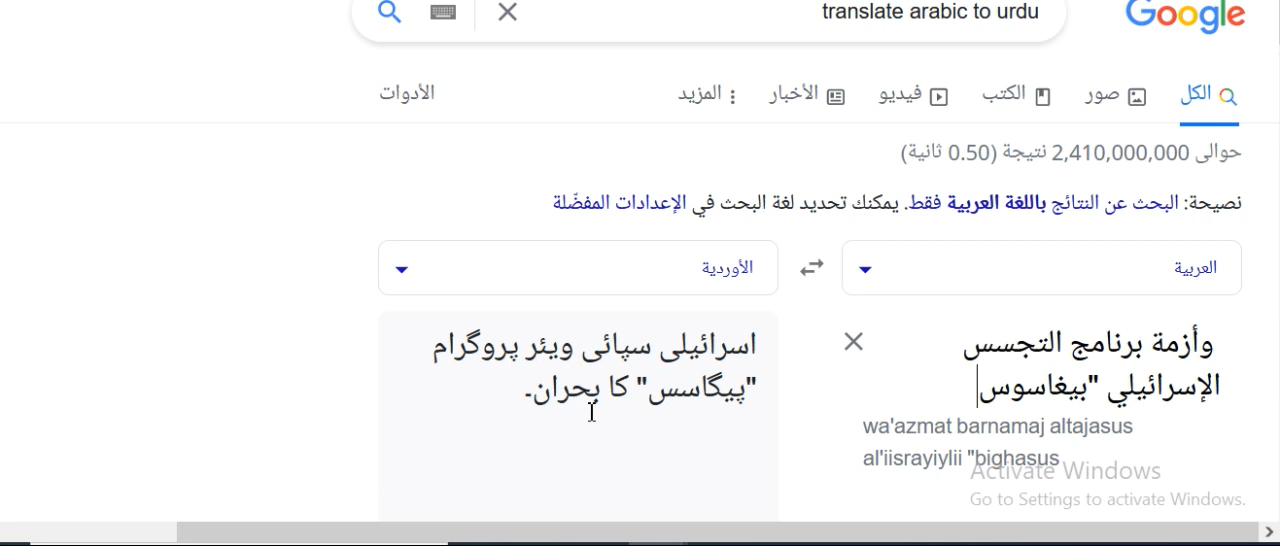 translate arabic to urdu
Google
الكل صور الكتب فيديو الأخبار المزيد الأدوات
حوالى 2,410,000,000 نتيجة (0.50 ثانية)
نصيحة: البحث عن النتائج باللغة العربية فقط. يمكنك تحديد لغة البحث في الإعدادات المفضّلة
العربية
الأوردية
وأزمة برنامج التجسس
الإسرائيلي "بيغاسوس
wa'azmat barnamaj altajasus
al'iisrayiylii "bighasus
اسرائیلی سپائی ویئر پروگرام
"پیگاسس" کا بحران۔
Activate Windows
Go to Settings to activate Windows.